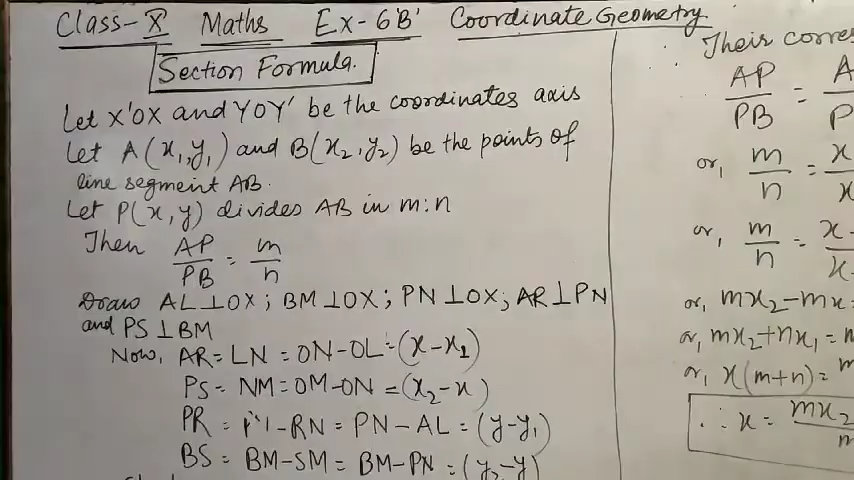 Class-X Maths Ex-6'B' Coordinate Geometry.
Section Formula.
Let X'OX and YOY' be the coordinates axis
Let A(x₁,y₁) and B(x₂,y₂) be the points of
line segment AB.
Let P(x,y) divides AB in m:n
Then AP/PB = m/n
Draw AL⊥OX; BM⊥OX; PN⊥OX; AR⊥PN
and PS⊥BM
Now, AR=LN=ON-OL=(x-x₁)
PS=NM=OM-ON=(x₂-x)
PR = -RN = PN-AL = (y-y₁)
BS = BM-SM = BM-PN = (y₂-y)
Their corres
AP/PB =
or, m/n = x
or, m/n = x-
or, mx₂-mx=
or, mx₂+nx₁=
or, x(m+n)=
∴ x = mx₂